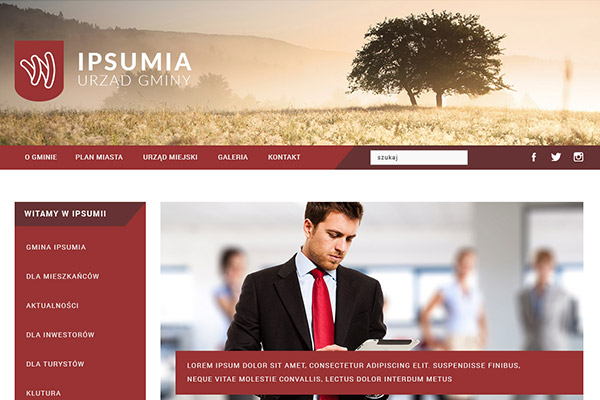 IPSUMIA
URZĄD GMINY
O GMINIE PLAN MIASTA URZĄD MIEJSKI GALERIA KONTAKT szukaj
WITAMY W IPSUMII
GMINA IPSUMIA
DLA MIESZKAŃCÓW
AKTUALNOŚCI
DLA INWESTORÓW
DLA TURYSTÓW
KLUTURA
LOREM IPSUM DOLOR SIT AMET, CONSECTETUR ADIPISCING ELIT. SUSPENDISSE FINIBUS,
NEQUE VITAE MOLESTIE CONVALLIS, LECTUS DOLOR INTERDUM METUS